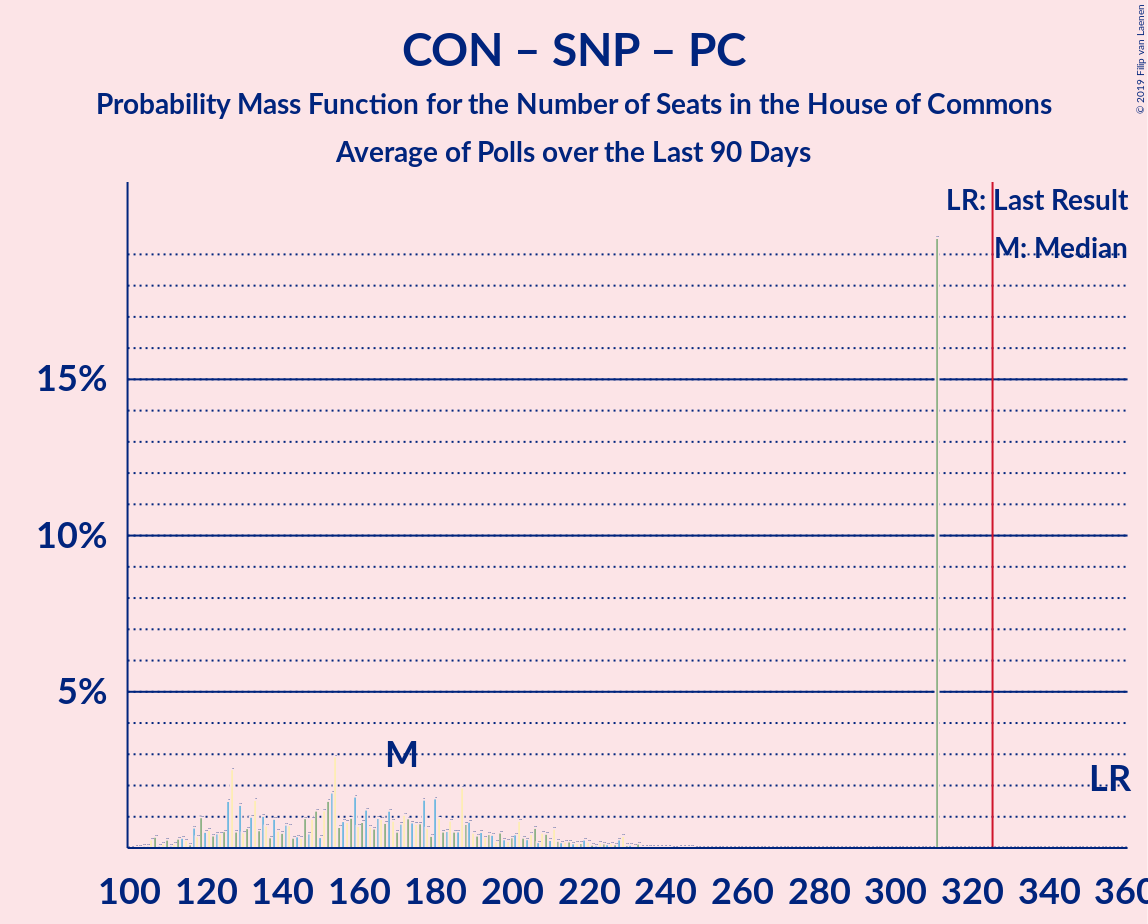 CON – SNP – PC
Probability Mass Function for the Number of Seats in the House of Commons
Average of Polls over the Last 90 Days
© 2019 Filip van Laenen
LR: Last Result
M: Median
15%
10%
5%
M
LR
100 120 140 160 180 200 220 240 260 280 300 320 340 360